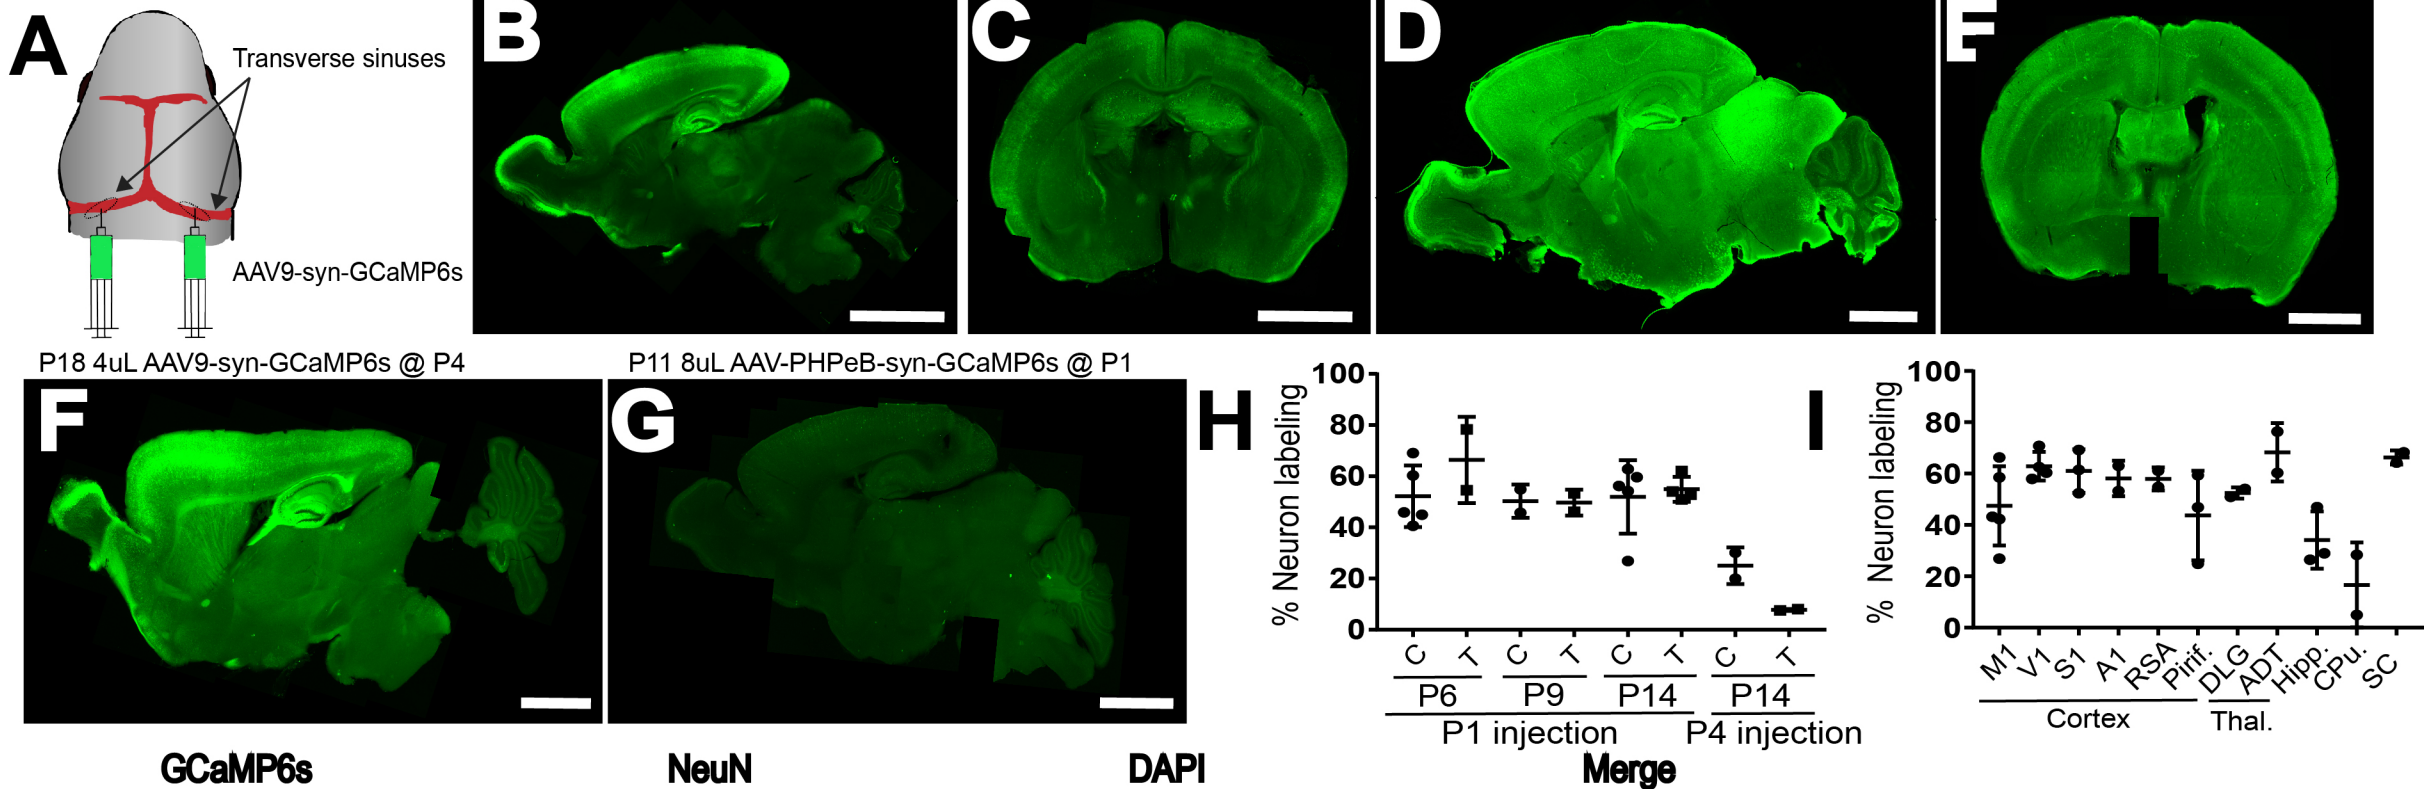 A
Transverse sinuses
AAV9-syn-GCaMP6s
B
C
D
E
P18 4uL AAV9-syn-GCaMP6s @ P4
P11 8uL AAV-PHPeB-syn-GCaMP6s @ P1
F
G
H
% Neuron labeling
100
80
60
40
20
0
C T C T C T C T
P6 P9 P14 P14
P1 injection P4 injection
I
% Neuron labeling
100
80
60
40
20
0
M1 V1 S1 A1 RSA Pirif. DLG ADT Hipp. CPu. SC
Cortex Thal.
GCaMP6s NeuN DAPI Merge